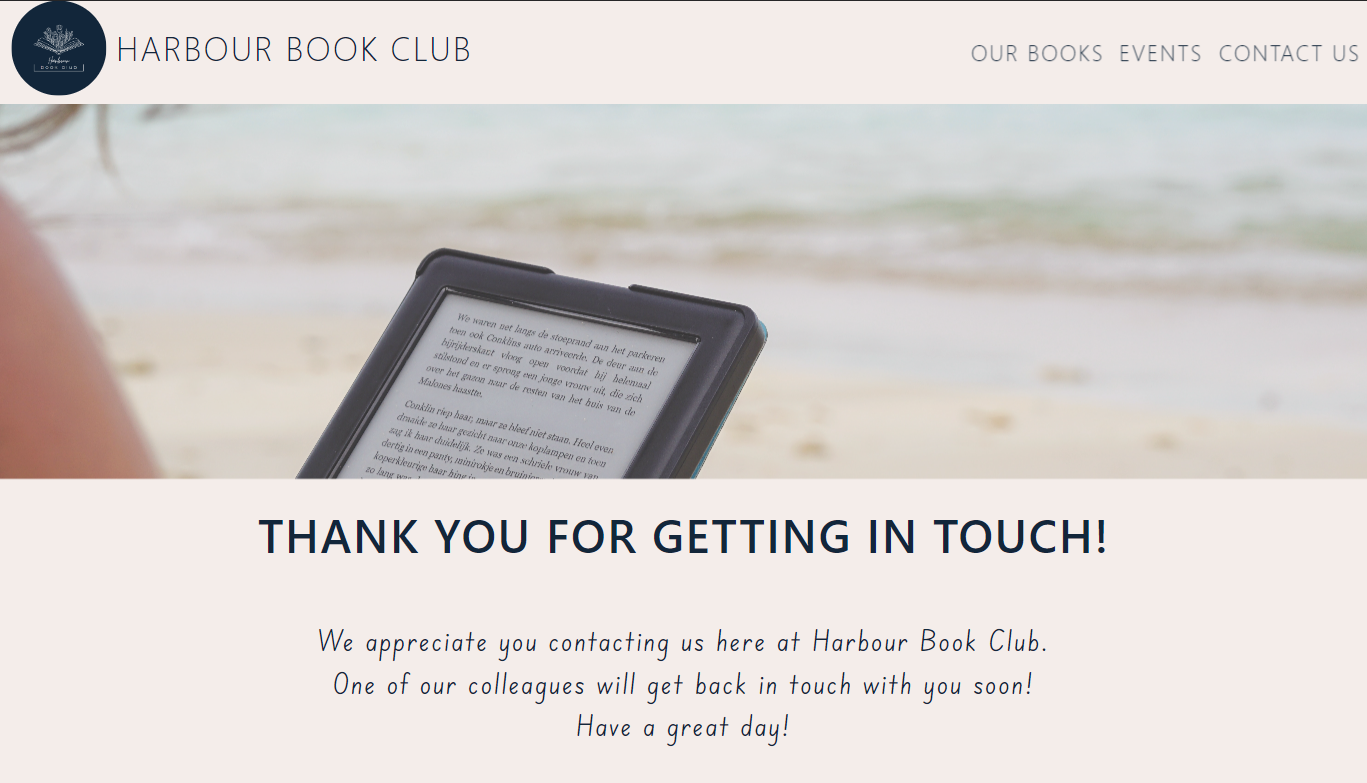 Harbour
BOOK CLUB
HARBOUR BOOK CLUB
OUR BOOKS EVENTS CONTACT US
We waren net langs de stoeprand aan het parkeren
toen ook Conklins auto arriveerde. De deur aan de
bijrijderskant vloog open voordat hij helemaal
stilstond en er sprong een jonge vrouw uit, die zich
over het gazon naar de resten van het huis van de
Malones haastte.
Conklin riep haar, maar ze bleef niet staan. Heel even
draaide ze haar gezicht naar onze koplampen en toen
zag ik haar duidelijk. Ze was een schriele vrouw van
dertig in een panty, minirokje en
koperkleurige haar hing in
zo lang was
THANK YOU FOR GETTING IN TOUCH!
We appreciate you contacting us here at Harbour Book Club.
One of our colleagues will get back in touch with you soon!
Have a great day!